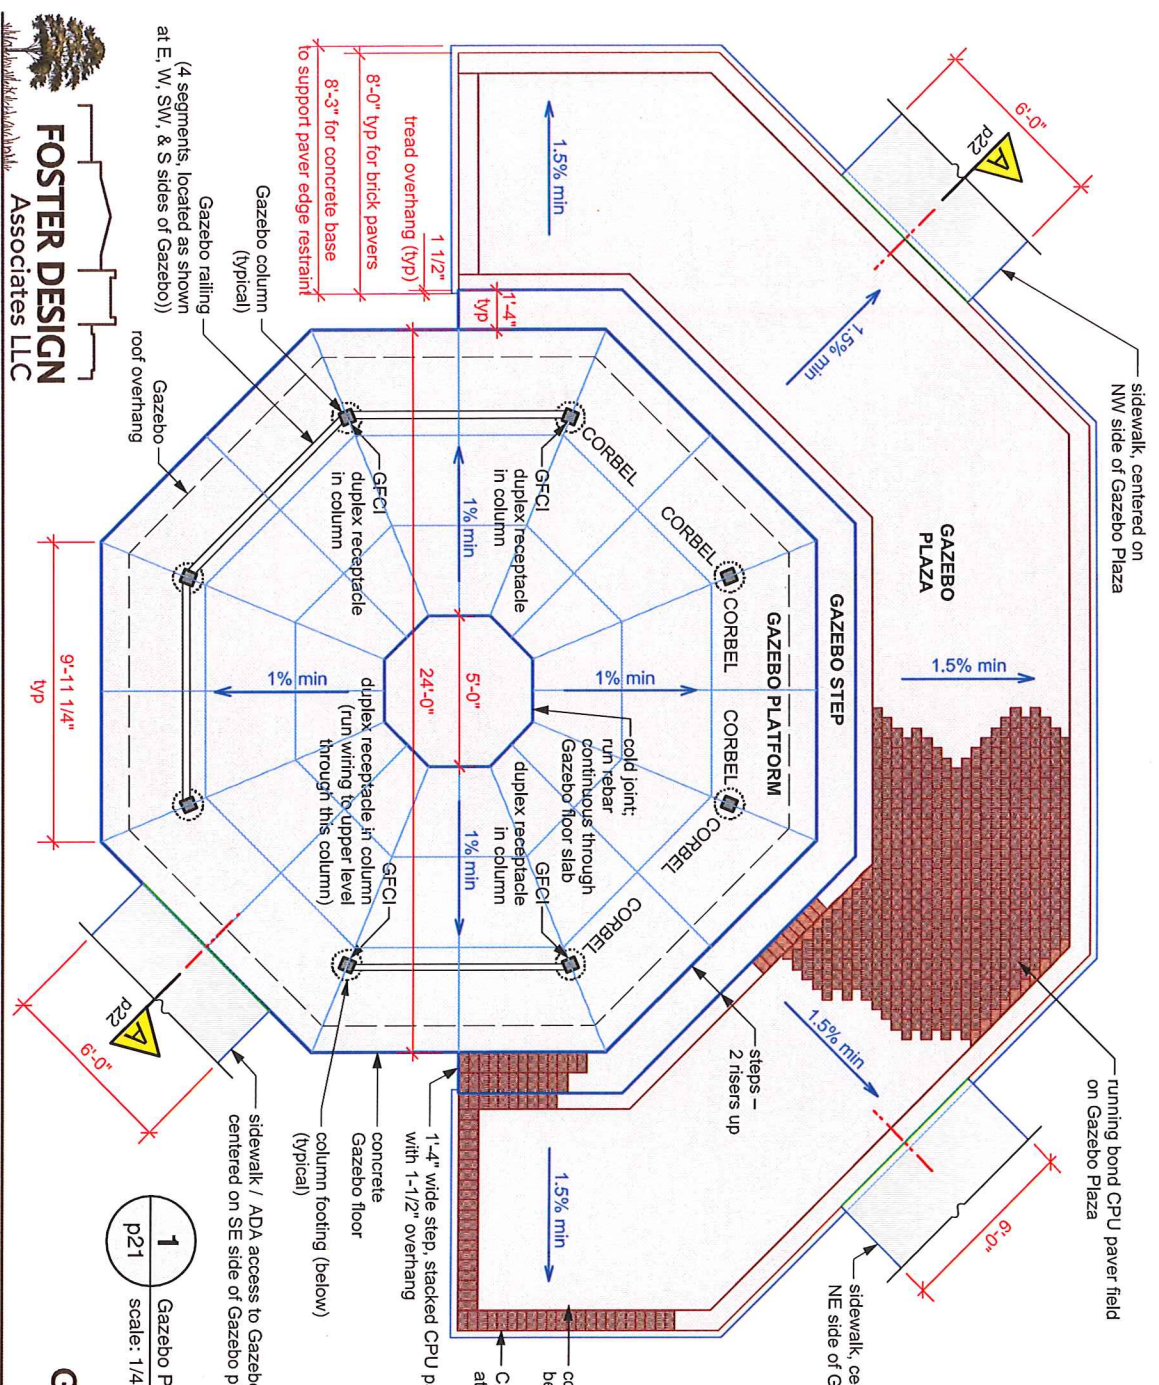 sidewalk, centered on
NW side of Gazebo Plaza
6'-0"
A
p22
1.5% min
1.5% min
GAZEBO
PLAZA
1.5% min
running bond CPU paver field
on Gazebo Plaza
1.5% min
6'-0"
sidewalk, ce
NE side of G
tread overhang (typ)
1 1/2"
8'-0" typ for brick pavers
8'-3" for concrete base
to support paver edge restraint
1'-4"
typ
GAZEBO STEP
GAZEBO PLATFORM
CORBEL
CORBEL
CORBEL
CORBEL
CORBEL
CORBEL
steps –
2 risers up
1.5% min
GFCI
duplex receptacle
in column
GFCI
duplex receptacle
in column
1% min
1% min
1% min
1% min
5'-0"
24'-0"
cold joint;
run rebar
continuous through
Gazebo floor slab
GFCI
duplex receptacle
in column
GFCI
duplex receptacle in column
(run wiring to upper level
through this column)
Gazebo column
(typical)
Gazebo railing
(4 segments, located as shown
at E, W, SW, & S sides of Gazebo))
Gazebo
roof overhang
9'-11 1/4"
typ
A
p22
6'-0"
1'-4" wide step, stacked CPU p
with 1-1/2" overhang
concrete
Gazebo floor
column footing (below)
(typical)
sidewalk / ADA access to Gazeb
centered on SE side of Gazebo p
co
be
C
at
1
p21
Gazebo P
scale: 1/4
FOSTER DESIGN
Associates LLC
G